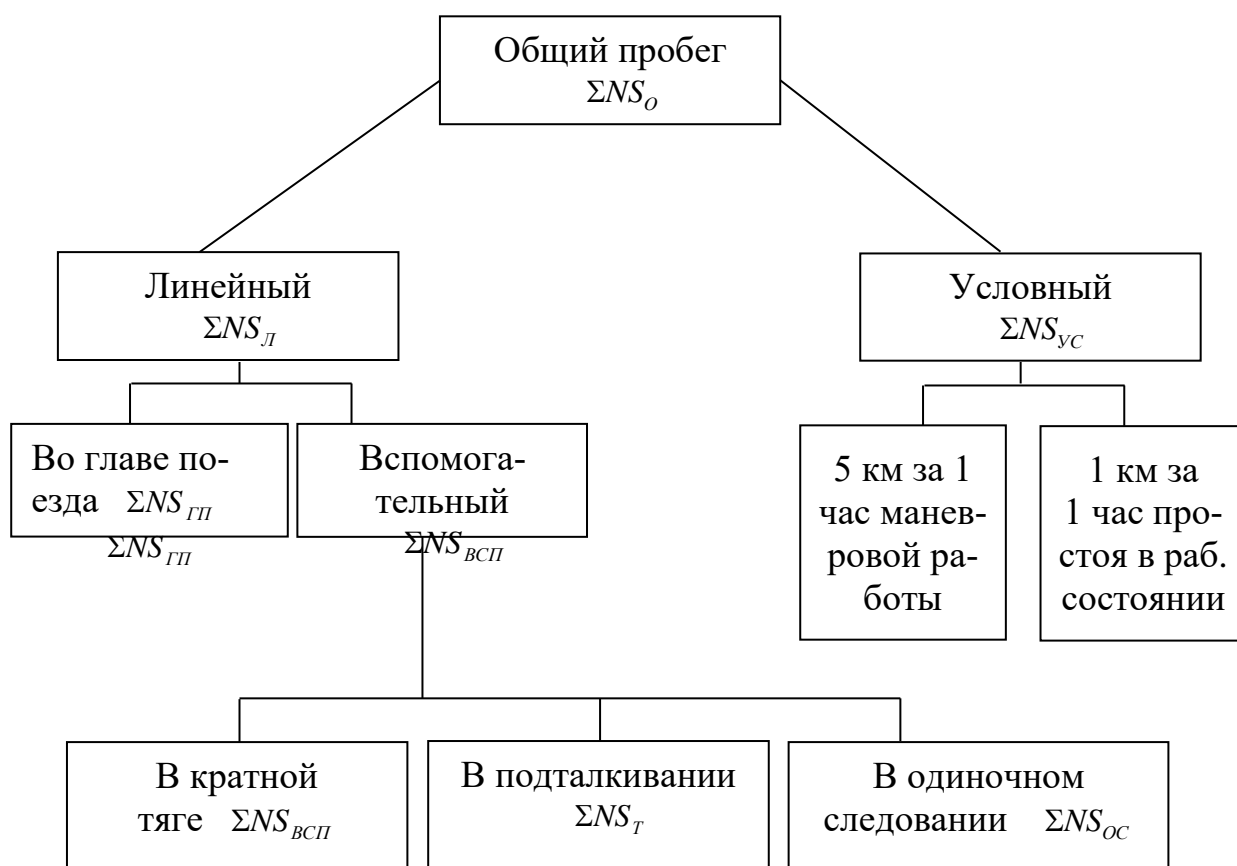 Общий пробег
ΣNS_О
Линейный
ΣNS_Л
Условный
ΣNS_УС
Во главе по-
езда ΣNS_ГП
ΣNS_ГП
Вспомога-
тельный
ΣNS_ВСП
5 км за 1
час манев-
ровой ра-
боты
1 км за
1 час про-
стоя в раб.
состоянии
В кратной
тяге ΣNS_ВСП
В подталкивании
ΣNS_Т
В одиночном
следовании ΣNS_ОС